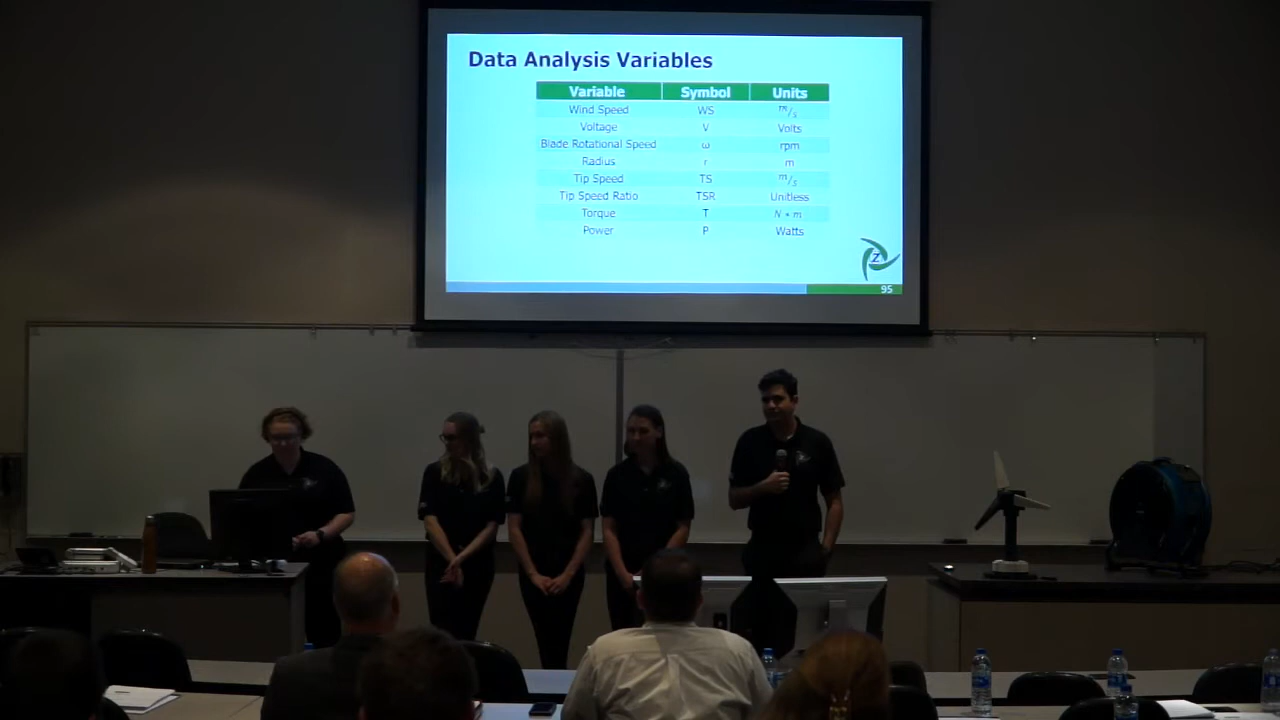 Data Analysis Variables
Variable Symbol Units
Wind Speed WS m/s
Voltage V Volts
Blade Rotational Speed ω rpm
Radius r m
Tip Speed TS m/s
Tip Speed Ratio TSR Unitless
Torque T N * m
Power P Watts
Z
95